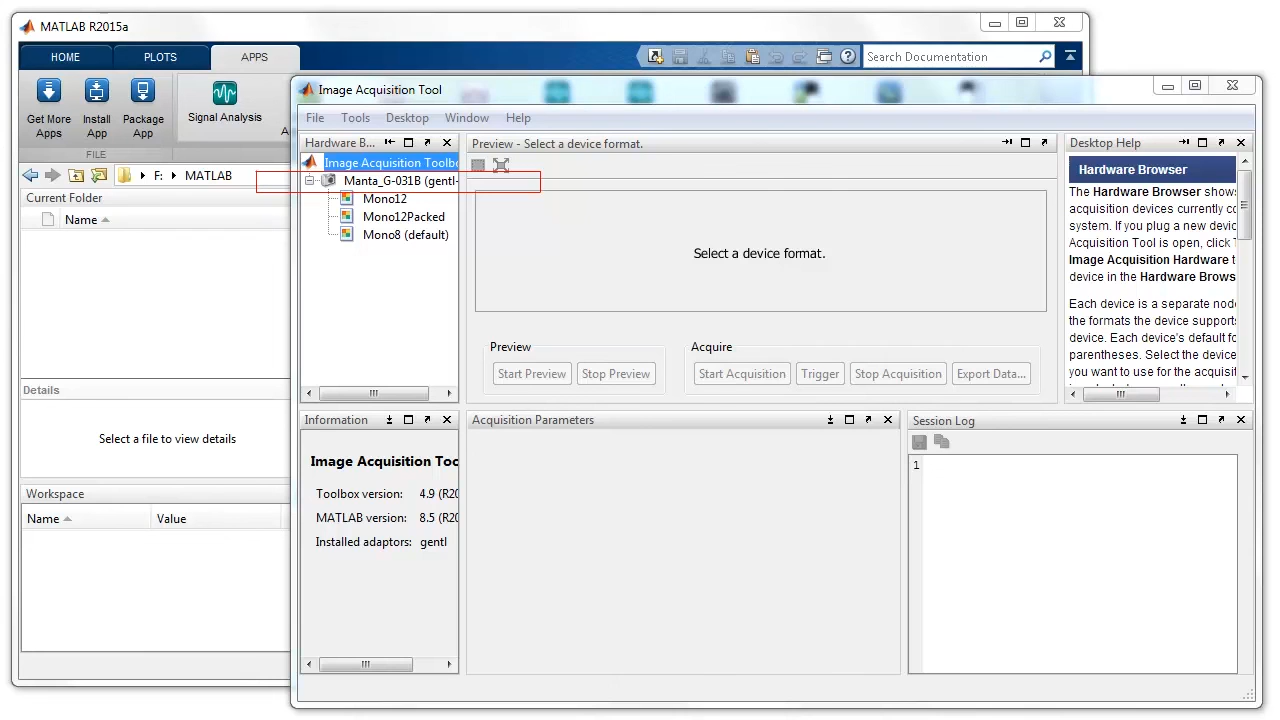 MATLAB R2015a
HOME
PLOTS
APPS
Search Documentation
Get More Apps
Install App
Package App
Signal Analysis
A
FILE
F:
MATLAB
Current Folder
Name
Details
Select a file to view details
Workspace
Name
Value
Image Acquisition Tool
File
Tools
Desktop
Window
Help
Hardware B...
Image Acquisition Toolbo
Manta_G-031B (gentl-
Mono12
Mono12Packed
Mono8 (default)
Preview - Select a device format.
Select a device format.
Preview
Start Preview
Stop Preview
Acquire
Start Acquisition
Trigger
Stop Acquisition
Export Data...
Desktop Help
Hardware Browser
The Hardware Browser shows
acquisition devices currently co
system. If you plug a new devic
Acquisition Tool is open, click T
Image Acquisition Hardware t
device in the Hardware Brows
Each device is a separate node
the formats the device supports
device. Each device's default fo
parentheses. Select the device
you want to use for the acquisit
Information
Image Acquisition Too
Toolbox version: 4.9 (R20
MATLAB version: 8.5 (R20
Installed adaptors: gentl
Acquisition Parameters
Session Log
1